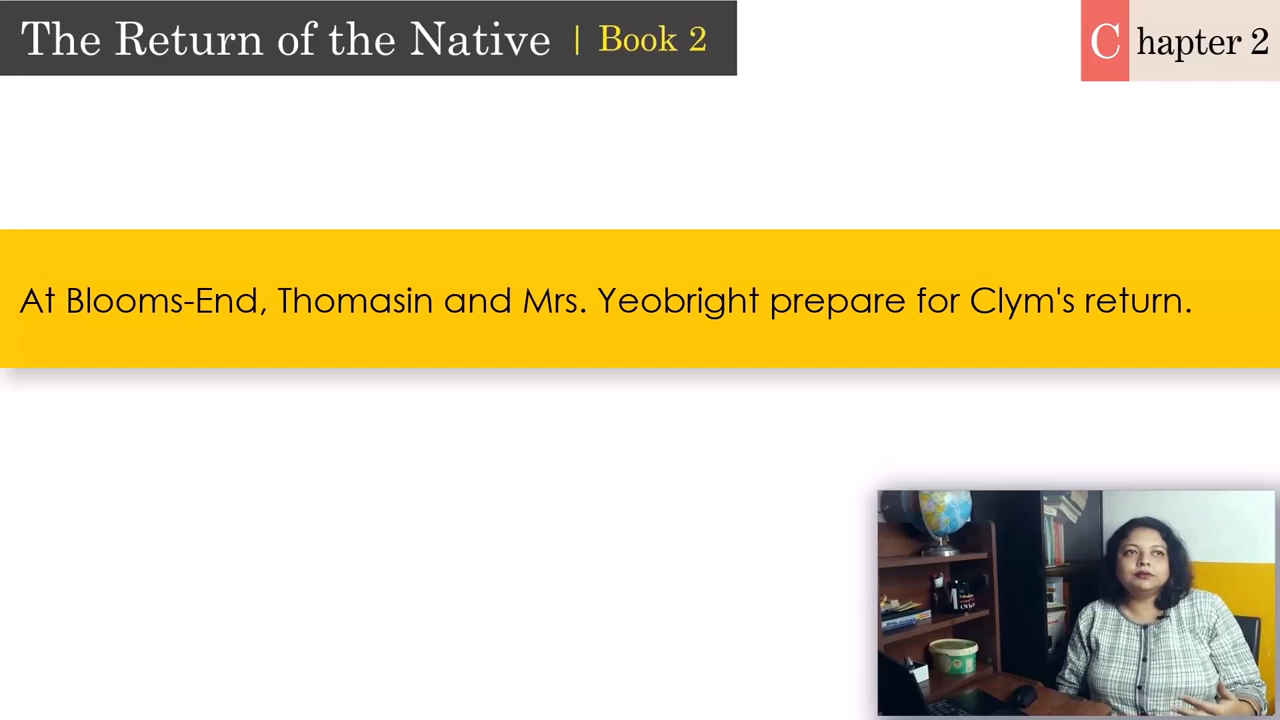 The Return of the Native | Book 2
Chapter 2
At Blooms-End, Thomasin and Mrs. Yeobright prepare for Clym's return.